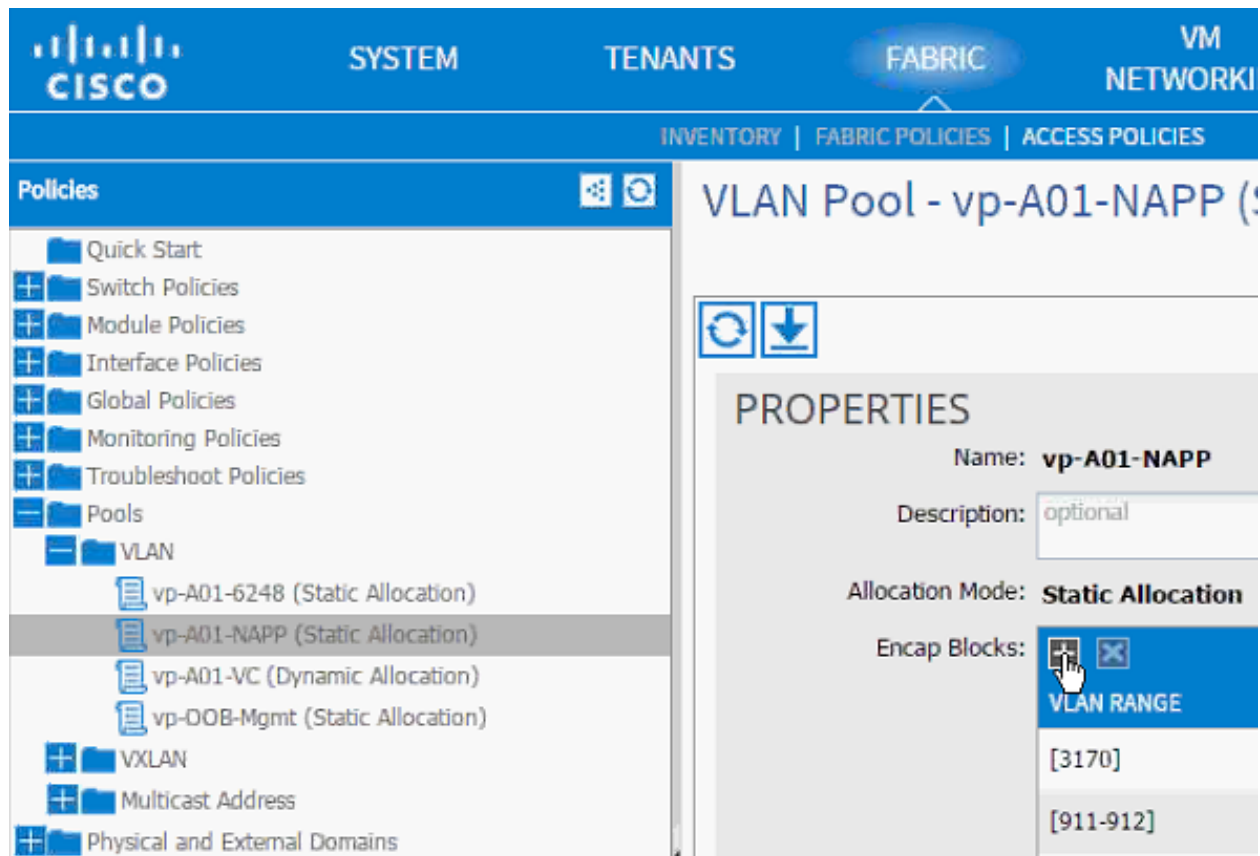 CISCO
SYSTEM
TENANTS
FABRIC
VM
NETWORKI
INVENTORY | FABRIC POLICIES | ACCESS POLICIES
Policies
VLAN Pool - vp-A01-NAPP (S
Quick Start
Switch Policies
Module Policies
Interface Policies
Global Policies
Monitoring Policies
Troubleshoot Policies
Pools
VLAN
vp-A01-6248 (Static Allocation)
vp-A01-NAPP (Static Allocation)
vp-A01-VC (Dynamic Allocation)
vp-OOB-Mgmt (Static Allocation)
VXLAN
Multicast Address
Physical and External Domains
PROPERTIES
Name: vp-A01-NAPP
Description: optional
Allocation Mode: Static Allocation
Encap Blocks:
VLAN RANGE
[3170]
[911-912]